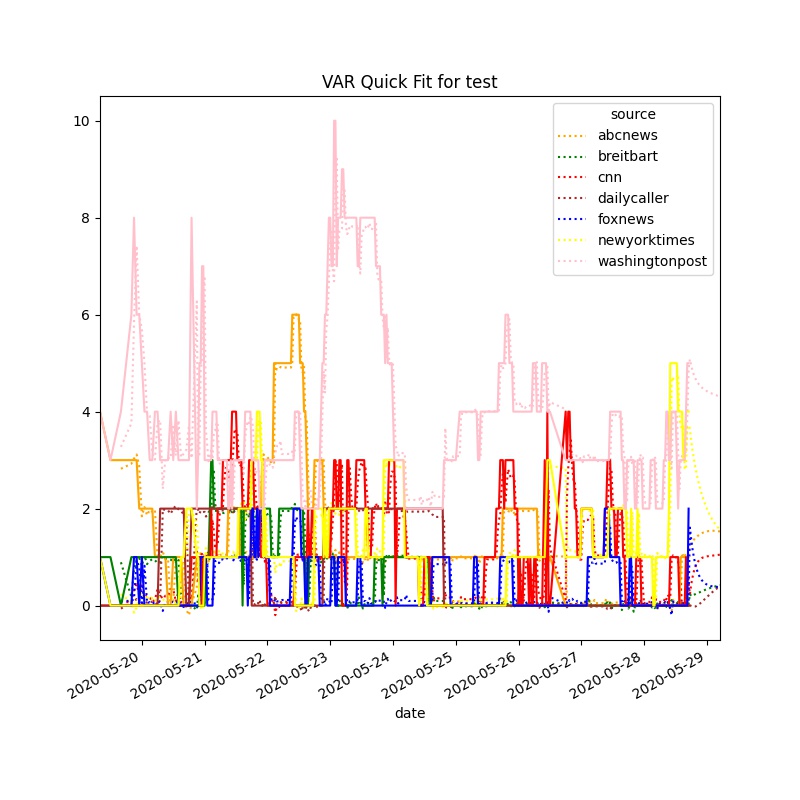 VAR Quick Fit for test
source
abcnews
breitbart
cnn
dailycaller
foxnews
newyorktimes
washingtonpost
10
8
6
4
2
0
2020-05-20
2020-05-21
2020-05-22
2020-05-23
2020-05-24
2020-05-25
2020-05-26
2020-05-27
2020-05-28
2020-05-29
date